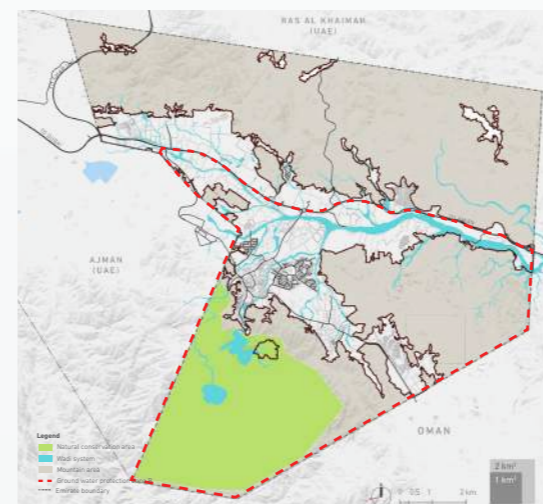 RAS AL KHAIMAH
(UAE)
AJMAN
(UAE)
OMAN
Legend
Natural conservation area
Wadi system
Mountain area
Ground water protection
Emirate boundary
0 0.5 1 2 km
2 km²
1 km²